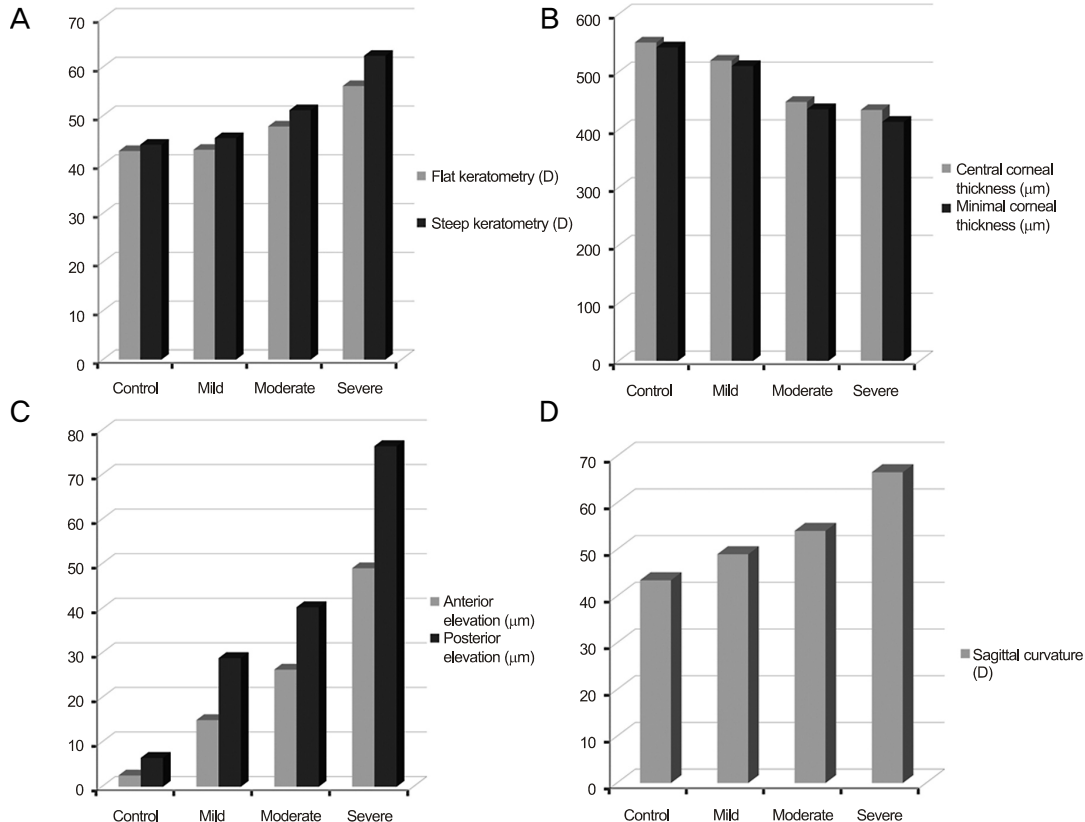 A
70
60
50
40
30
20
10
0
Control Mild Moderate Severe
Flat keratometry (D)
Steep keratometry (D)
B
600
500
400
300
200
100
0
Control Mild Moderate Severe
Central corneal
thickness (μm)
Minimal corneal
thickness (μm)
C
80
70
60
50
40
30
20
10
0
Control Mild Moderate Severe
Anterior
elevation (μm)
Posterior
elevation (μm)
D
70
60
50
40
30
20
10
0
Control Mild Moderate Severe
Sagittal curvature
(D)